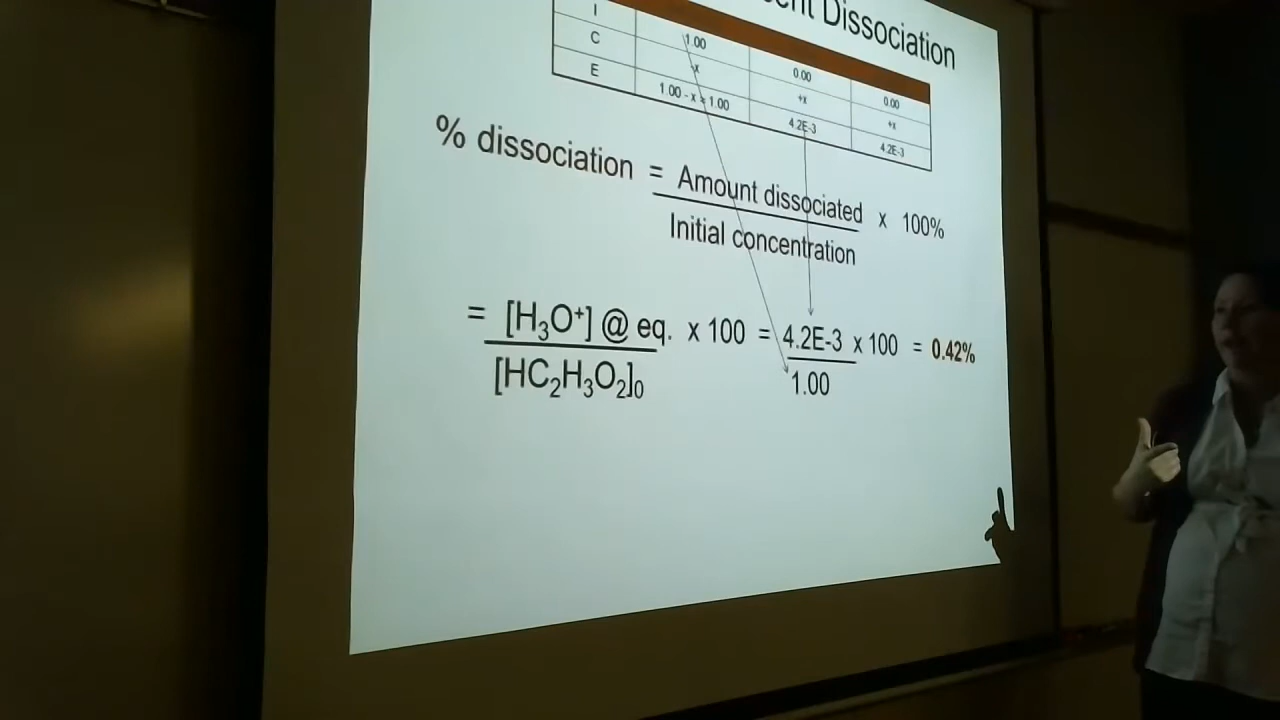 Dissociation
I 1.00 0.00 0.00
C -x +x +x
E 1.00 - x ≈ 1.00 4.2E-3 4.2E-3
% dissociation = Amount dissociated x 100%
Initial concentration
= [H₃O⁺] @ eq. x 100 = 4.2E-3 x 100 = 0.42%
[HC₂H₃O₂]₀ 1.00